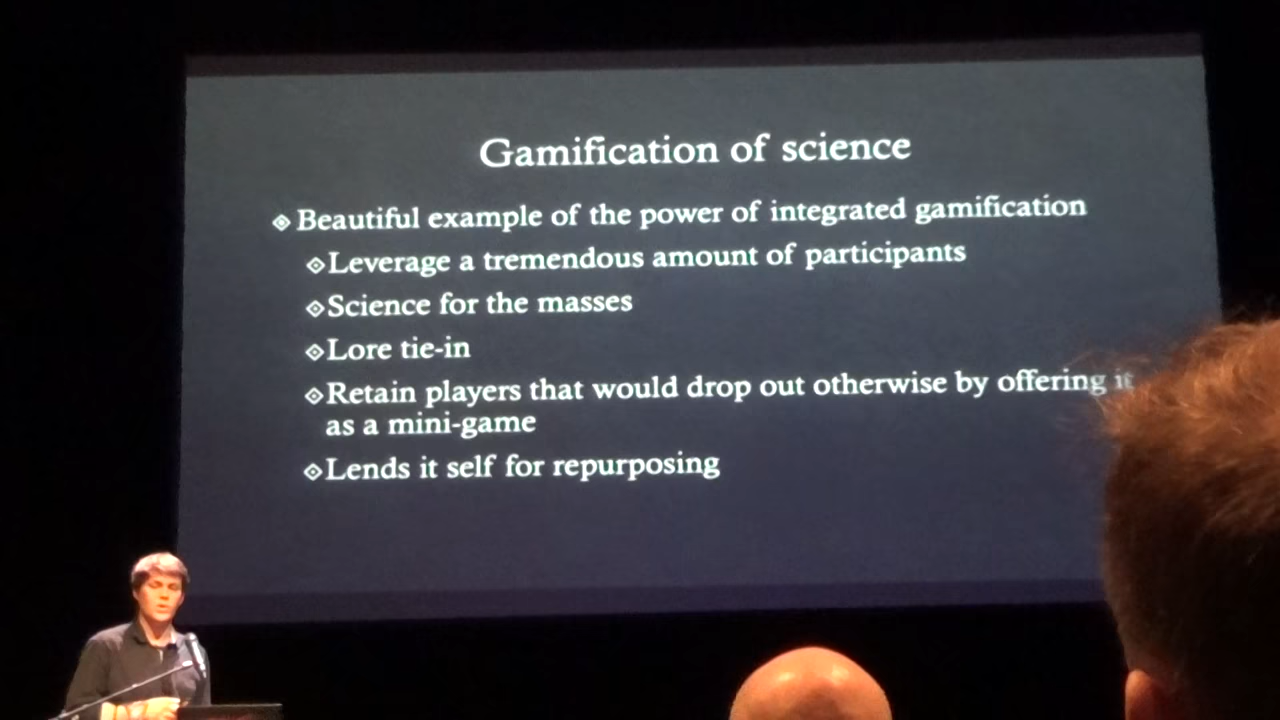 Gamification of science
Beautiful example of the power of integrated gamification
Leverage a tremendous amount of participants
Science for the masses
Lore tie-in
Retain players that would drop out otherwise by offering it
as a mini-game
Lends it self for repurposing